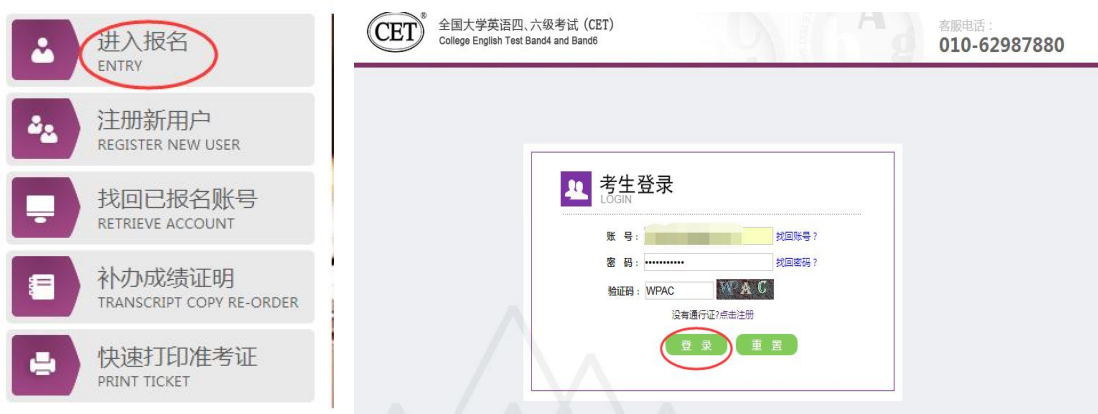 进入报名
ENTRY
注册新用户
REGISTER NEW USER
找回已报名账号
RETRIEVE ACCOUNT
补办成绩证明
TRANSCRIPT COPY RE-ORDER
快速打印准考证
PRINT TICKET
CET®
全国大学英语四、六级考试（CET）
College English Test Band4 and Band6
A
g
客服电话：
010-62987880
考生登录
LOGIN
账 号： 找回账号？
密 码： ••••••••••• 找回密码？
验证码： WPAC WPAC
没有通行证?点击注册
登 录 重 置